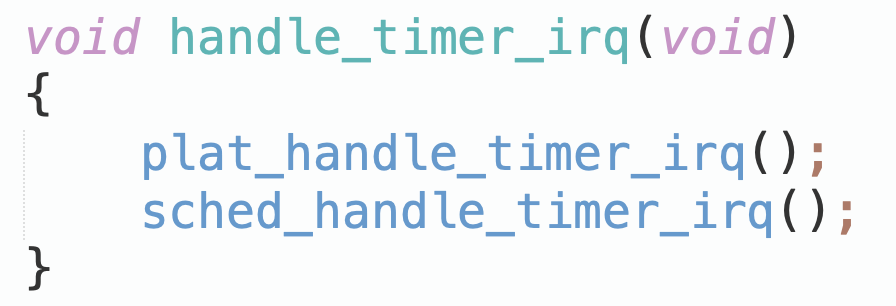 void handle_timer_irq(void)
{
    plat_handle_timer_irq();
    sched_handle_timer_irq();
}